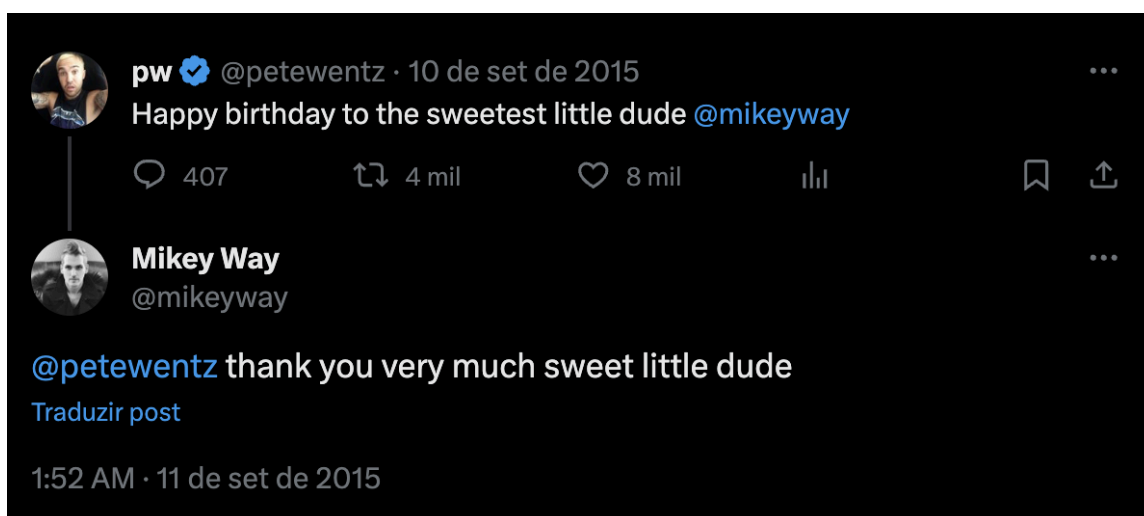 pw @petewentz · 10 de set de 2015
Happy birthday to the sweetest little dude @mikeyway
407 4 mil 8 mil
Mikey Way
@mikeyway
@petewentz thank you very much sweet little dude
Traduzir post
1:52 AM · 11 de set de 2015